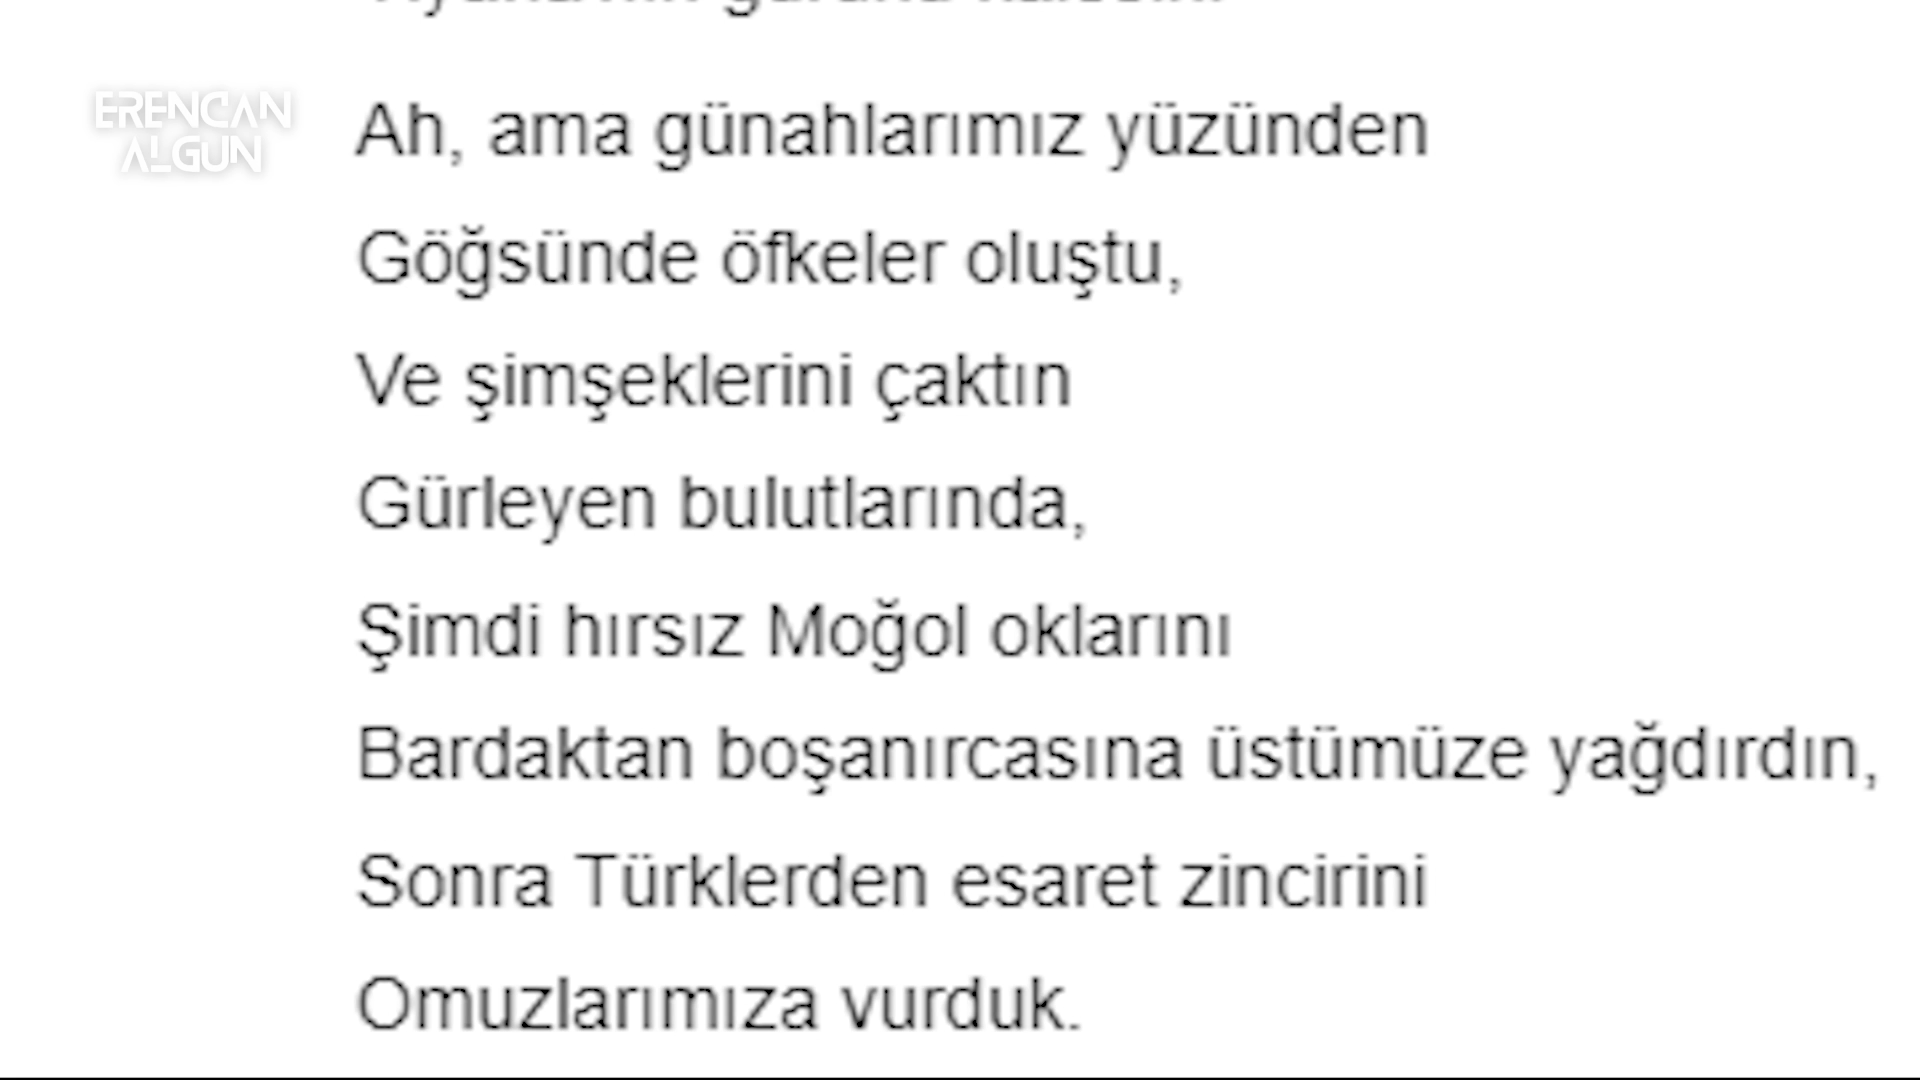 ERENCAN
ALGUN
Ah, ama günahlarımız yüzünden
Göğsünde öfkeler oluştu,
Ve şimşeklerini çaktın
Gürleyen bulutlarında,
Şimdi hırsız Moğol oklarını
Bardaktan boşanırcasına üstümüze yağdırdın,
Sonra Türklerden esaret zincirini
Omuzlarımıza vurduk.